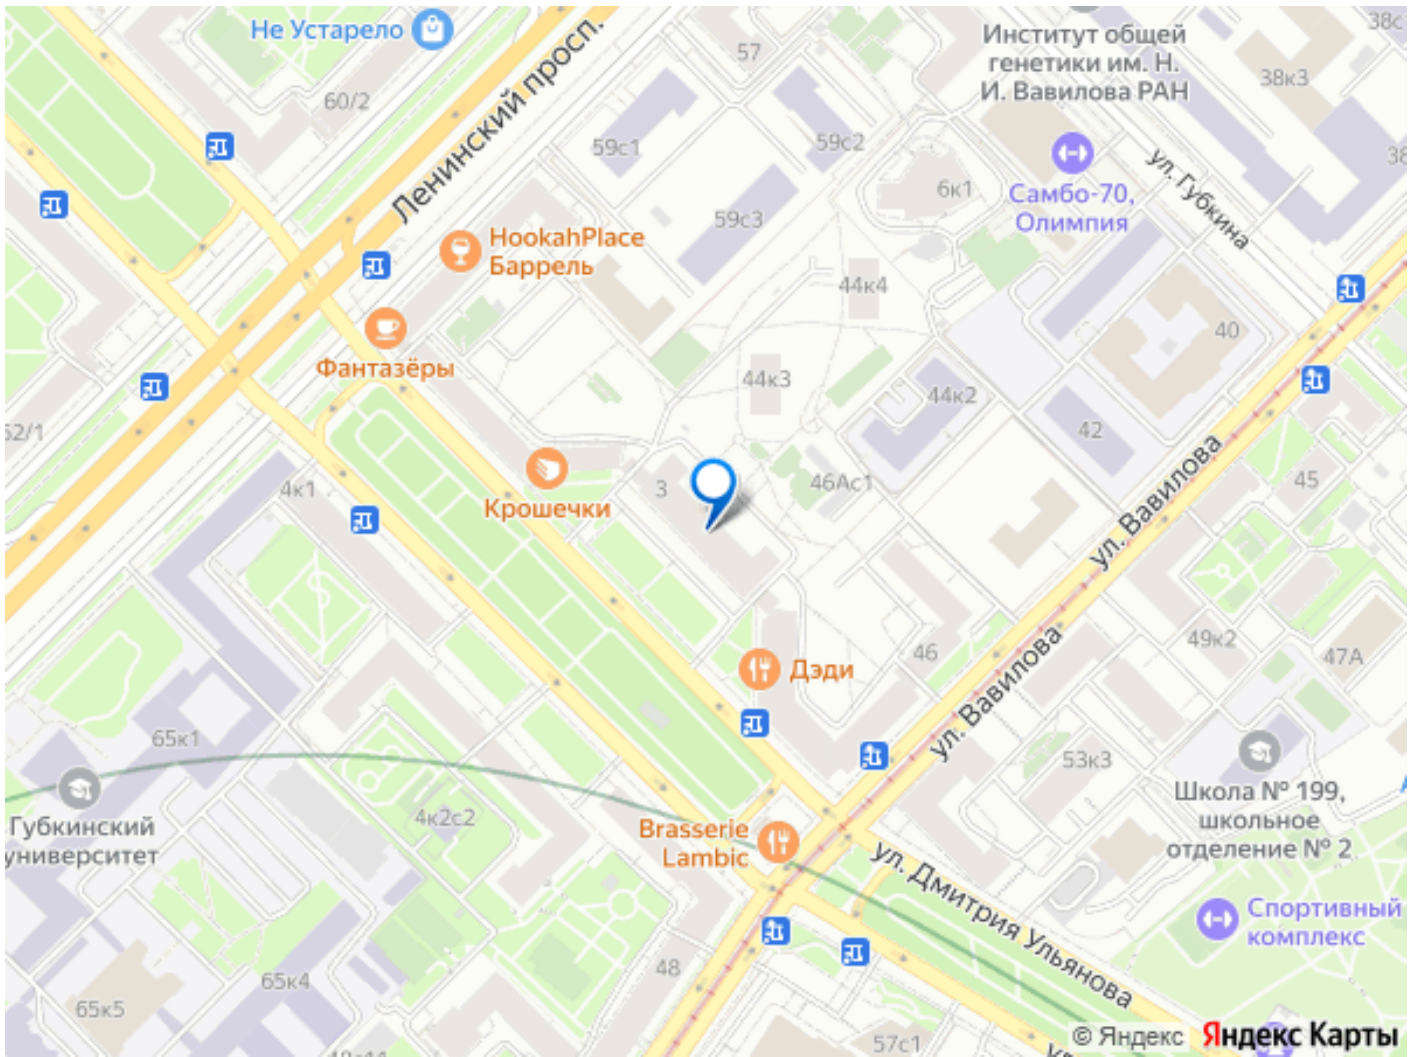 Не Устарело
57
Институт общей
генетики им. Н.
И. Вавилова РАН
38к3
60/2
Ленинский просп.
59с1
59с2
ул. Губкина
6к1
Самбо-70,
Олимпия
59с3
HookahPlace
Баррель
44к4
40
Фантазёры
44к3
44к2
42
4к1
Крошечки
3
46Ас1
45
ул. Вавилова
46
49к2
47А
Дэди
ул. Вавилова
65к1
53к3
Школа № 199,
школьное
отделение № 2
4к2с2
Губкинский
университет
Brasserie
Lambic
ул. Дмитрия Ульянова
Спортивный
комплекс
48
65к4
65к5
57с1
© Яндекс Яндекс Карты